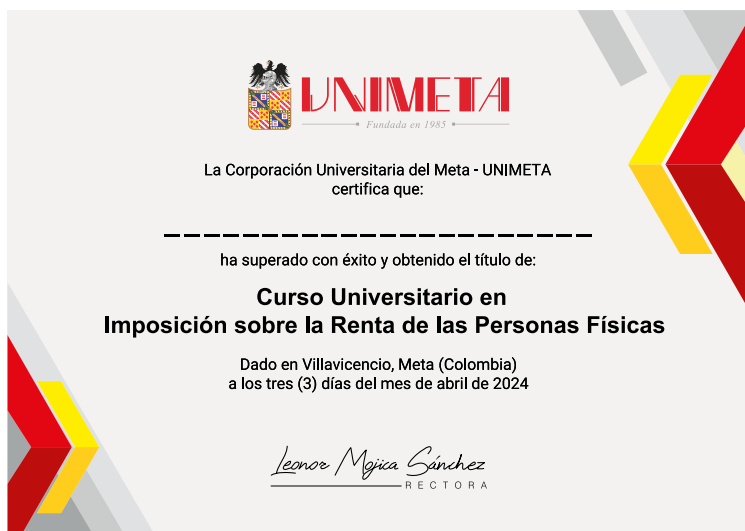 UNIMETA
Fundada en 1985
La Corporación Universitaria del Meta - UNIMETA
certifica que:
ha superado con éxito y obtenido el título de:
Curso Universitario en
Imposición sobre la Renta de las Personas Físicas
Dado en Villavicencio, Meta (Colombia)
a los tres (3) días del mes de abril de 2024
Leonor Mojica Sánchez
RECTORA